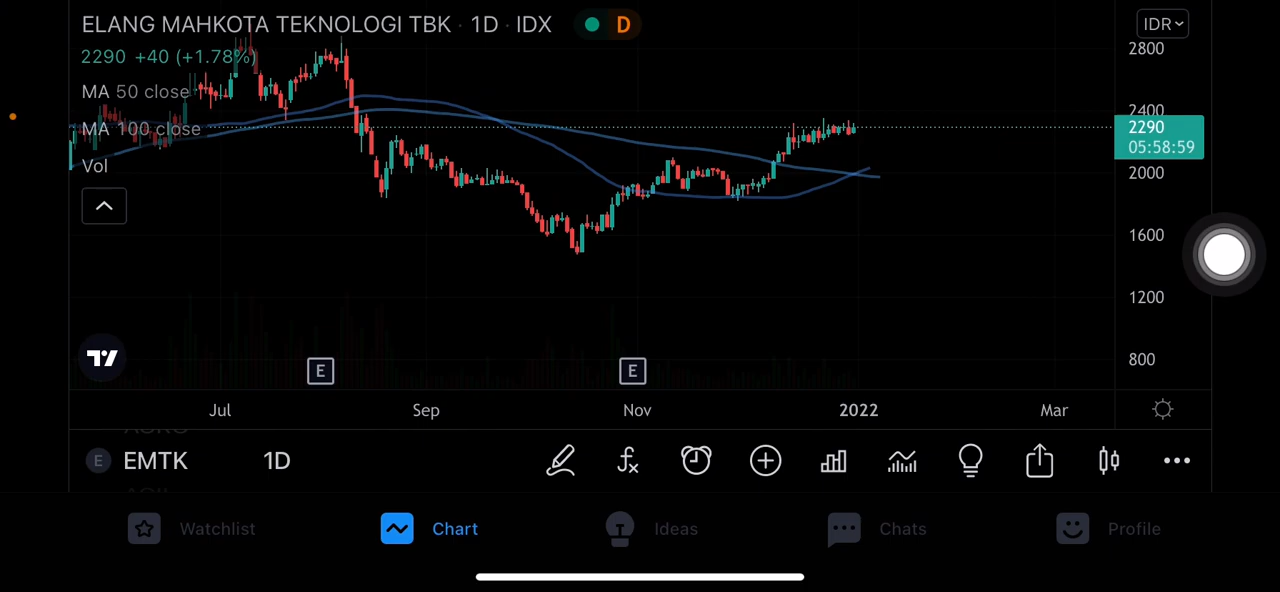 ELANG MAHKOTA TEKNOLOGI TBK · 1D · IDX D IDR
2290 +40 (+1.78%) 2800
MA 50 close
2400
MA 100 close 2290
05:58:59
Vol
2000
1600
1200
800
E E
Jul Sep Nov 2022 Mar
E EMTK 1D
Watchlist Chart Ideas Chats Profile